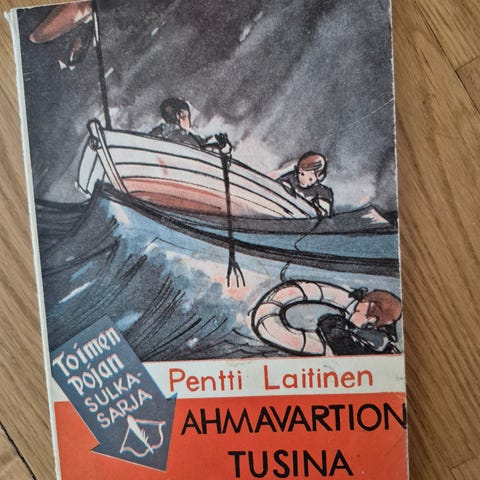 Toimen
pojan
SULKA-
SARJA
Pentti Laitinen
AHMAVARTION
TUSINA